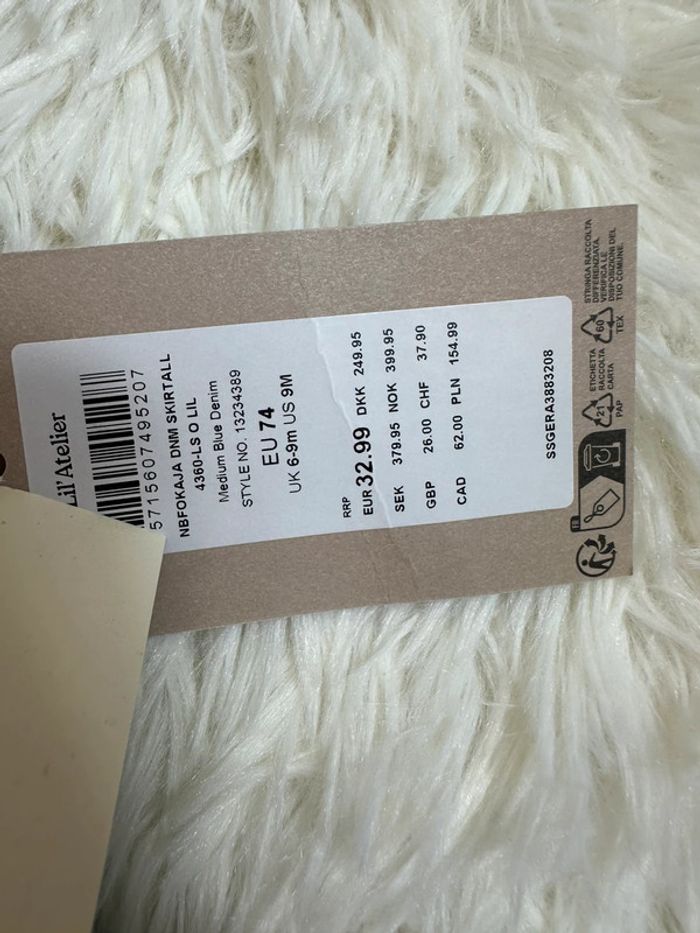 Lil'Atelier
5715607495207
NBFOKAJA DNM SKIRTALL
4360-LS O LIL
Medium Blue Denim
STYLE NO. 13234389
EU 74
UK 6-9m US 9M
RRP
EUR 32.99 DKK 249.95
SEK 379.95 NOK 399.95
GBP 26.00 CHF 37.90
CAD 62.00 PLN 154.99
SSGERA3883208
FR
21
PAP
ETICHETTA
RACCOLTA
CARTA
60
TEX
STRINGA RACCOLTA
DIFFERENZIATA.
VERIFICA LE
DISPOSIZIONI DEL
TUO COMUNE.